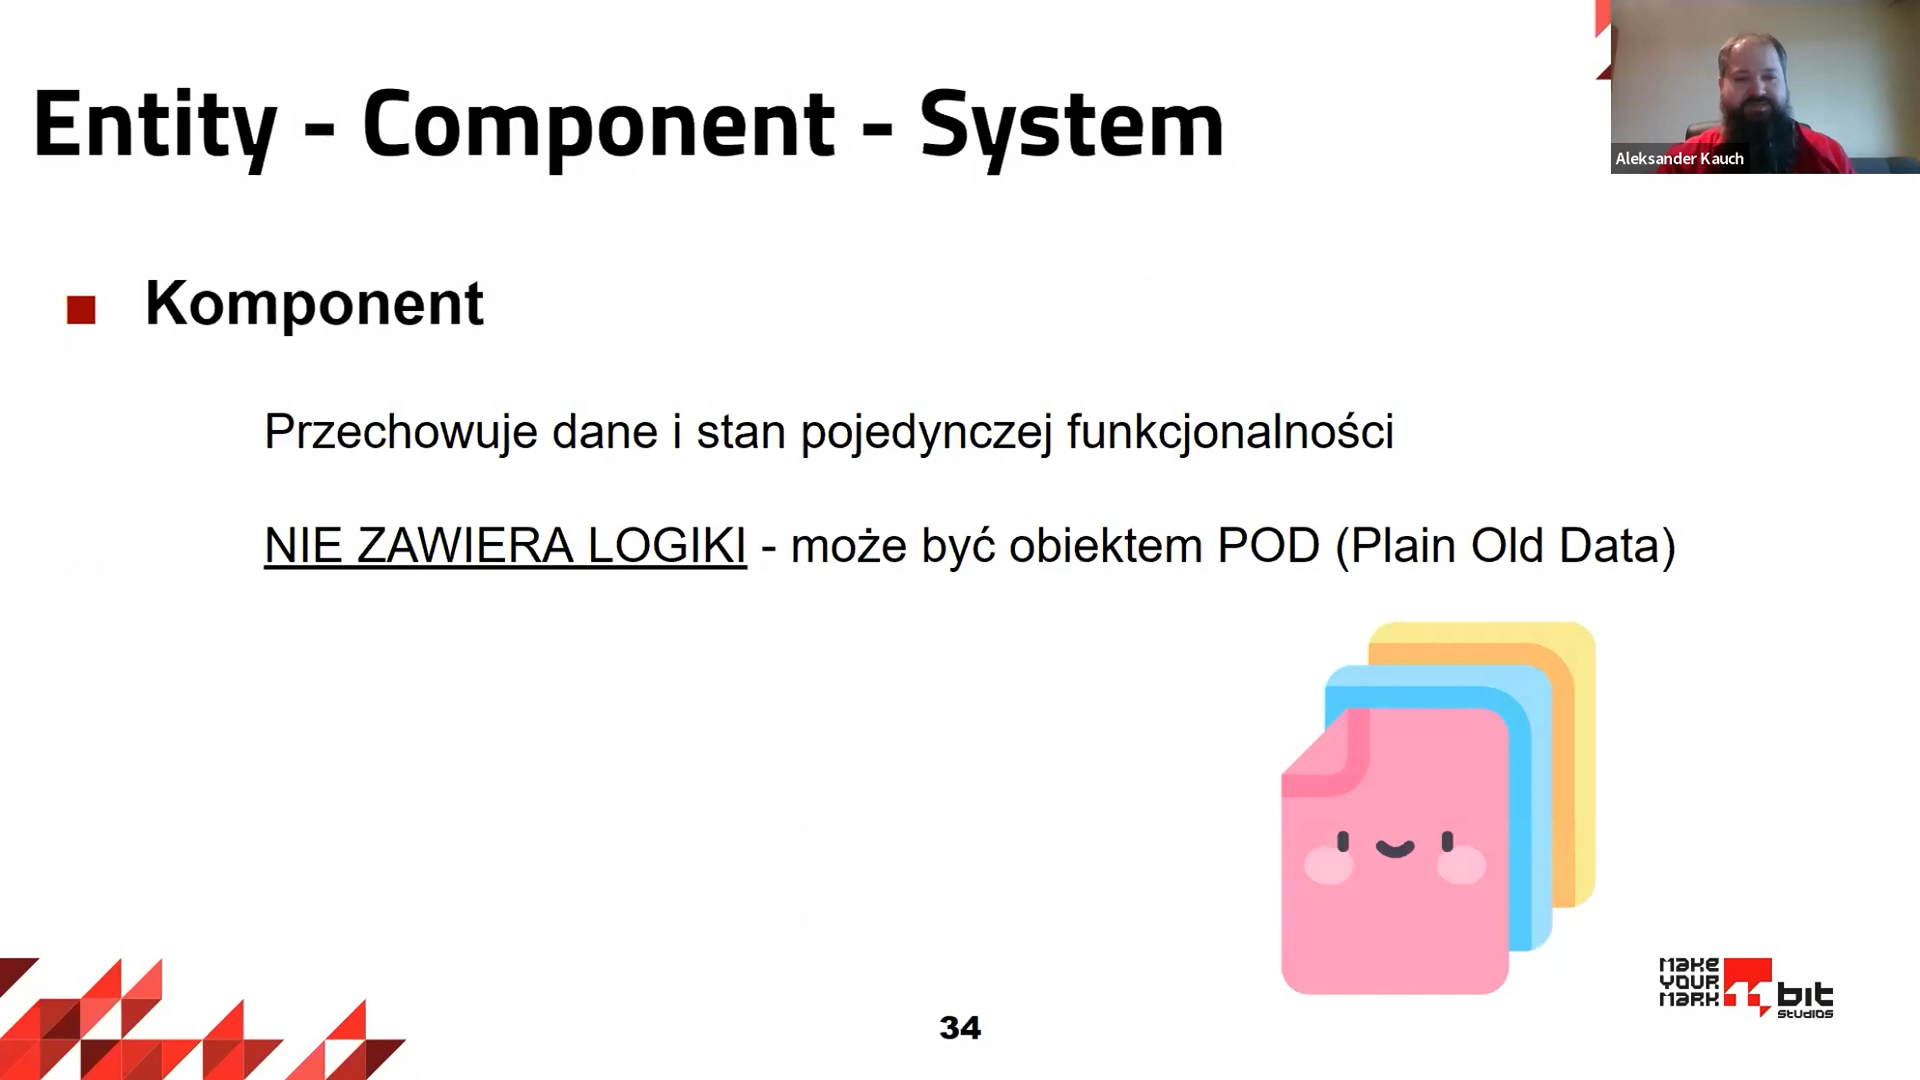 Entity - Component - System
Aleksander Kauch
Komponent
Przechowuje dane i stan pojedynczej funkcjonalności
NIE ZAWIERA LOGIKI - może być obiektem POD (Plain Old Data)
MAKE
YOUR
MARK
11 bit
STUDIOS
34